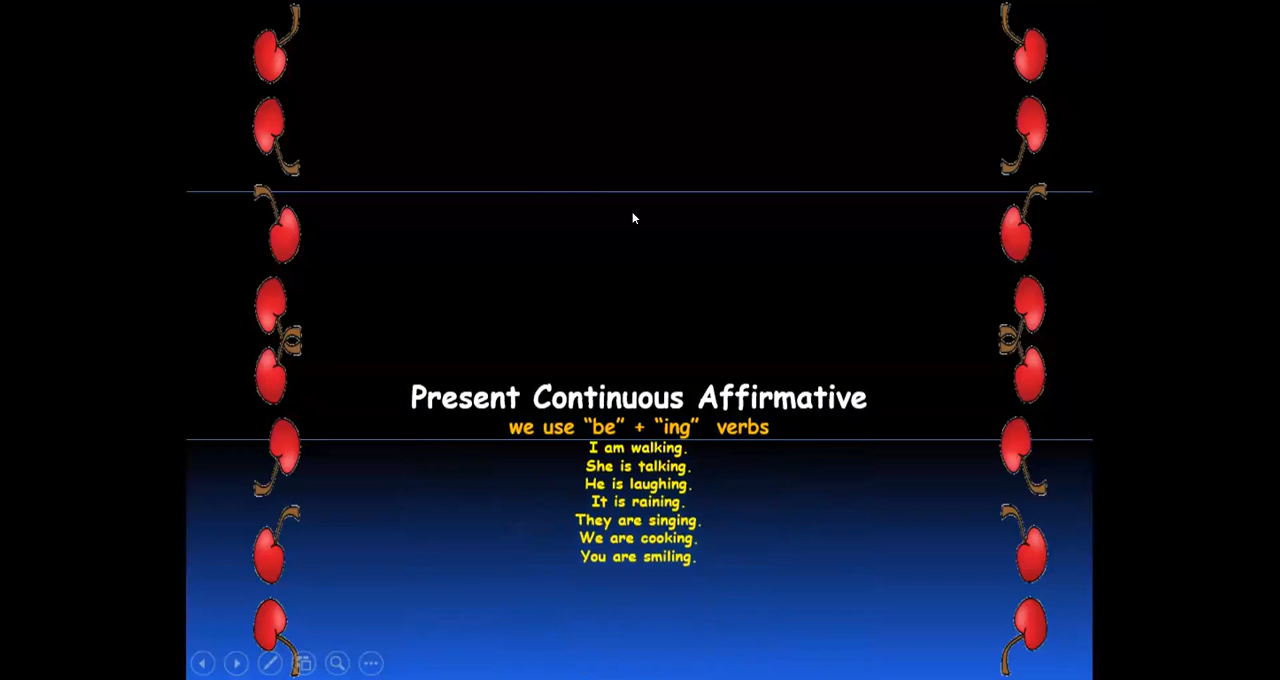 Present Continuous Affirmative
we use “be” + “ing” verbs
I am walking.
She is talking.
He is laughing.
It is raining.
They are singing.
We are cooking.
You are smiling.